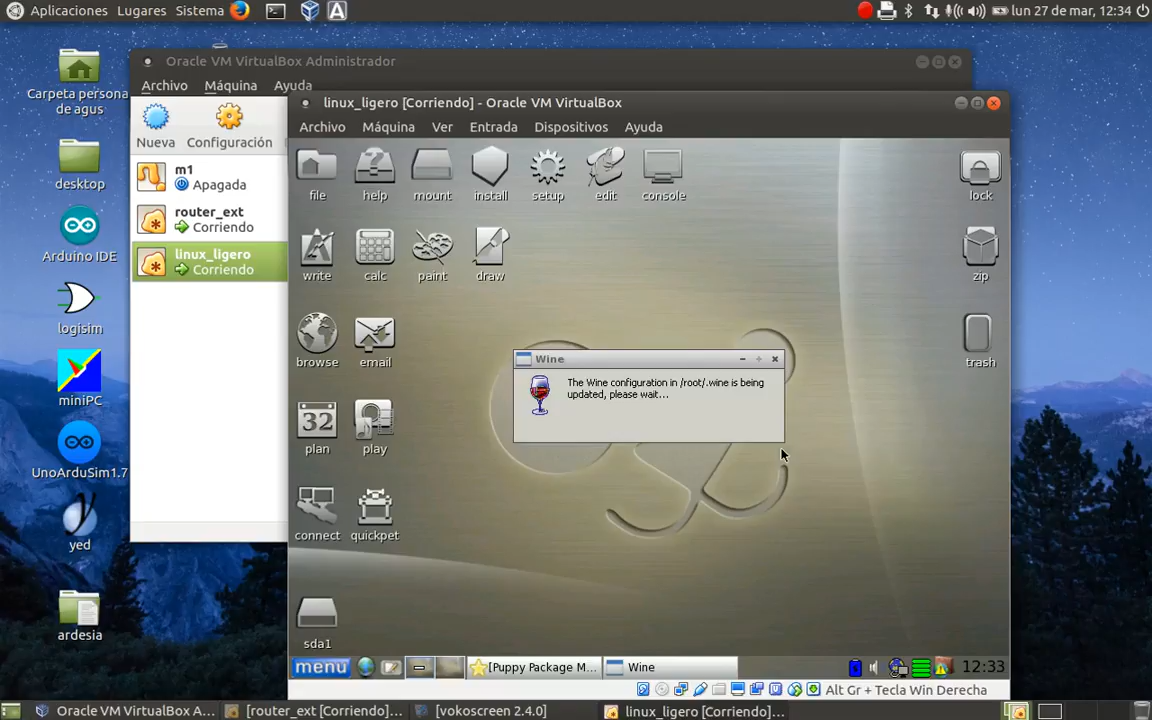 Aplicaciones Lugares Sistema
lun 27 de mar, 12:34
Carpeta persona
de agus
desktop
Arduino IDE
logisim
miniPC
UnoArduSim1.7
yed
ardesia
Oracle VM VirtualBox Administrador
Archivo Máquina Ayuda
Nueva Configuración
m1
Apagada
router_ext
Corriendo
linux_ligero
Corriendo
linux_ligero [Corriendo] - Oracle VM VirtualBox
Archivo Máquina Ver Entrada Dispositivos Ayuda
file help mount install setup edit console lock
write calc paint draw zip
browse email trash
32
plan play
connect quickpet
sda1
Wine
The Wine configuration in /root/.wine is being
updated, please wait...
menu [Puppy Package M... Wine 12:33
Alt Gr + Tecla Win Derecha
Oracle VM VirtualBox A... [router_ext [Corriendo]... [vokoscreen 2.4.0] linux_ligero [Corriendo]...